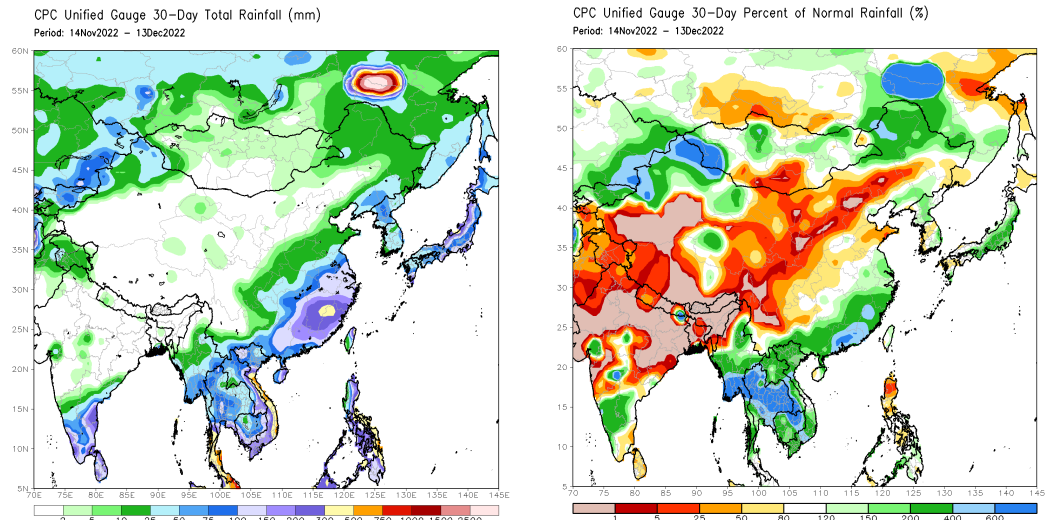 CPC Unified Gauge 30-Day Total Rainfall (mm)
Period: 14Nov2022 - 13Dec2022
60N
55N
50N
45N
40N
35N
30N
25N
20N
15N
10N
5N
70E 75E 80E 85E 90E 95E 100E 105E 110E 115E 120E 125E 130E 135E 140E 145E
2 5 10 25 50 75 100 150 200 300 500 750 1000 1500 2500
CPC Unified Gauge 30-Day Percent of Normal Rainfall (%)
Period: 14Nov2022 - 13Dec2022
60
55
50
45
40
35
30
25
20
15
10
5
70 75 80 85 90 95 100 105 110 115 120 125 130 135 140 145
1 5 25 50 80 120 150 200 400 600